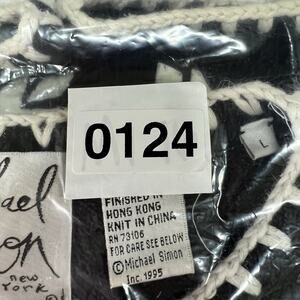 0124
L
hael
on
new
York
FINISHED IN
HONG KONG
KNIT IN CHINA
RN 73106
FOR CARE SEE BELOW
© Michael Simon
Inc. 1995